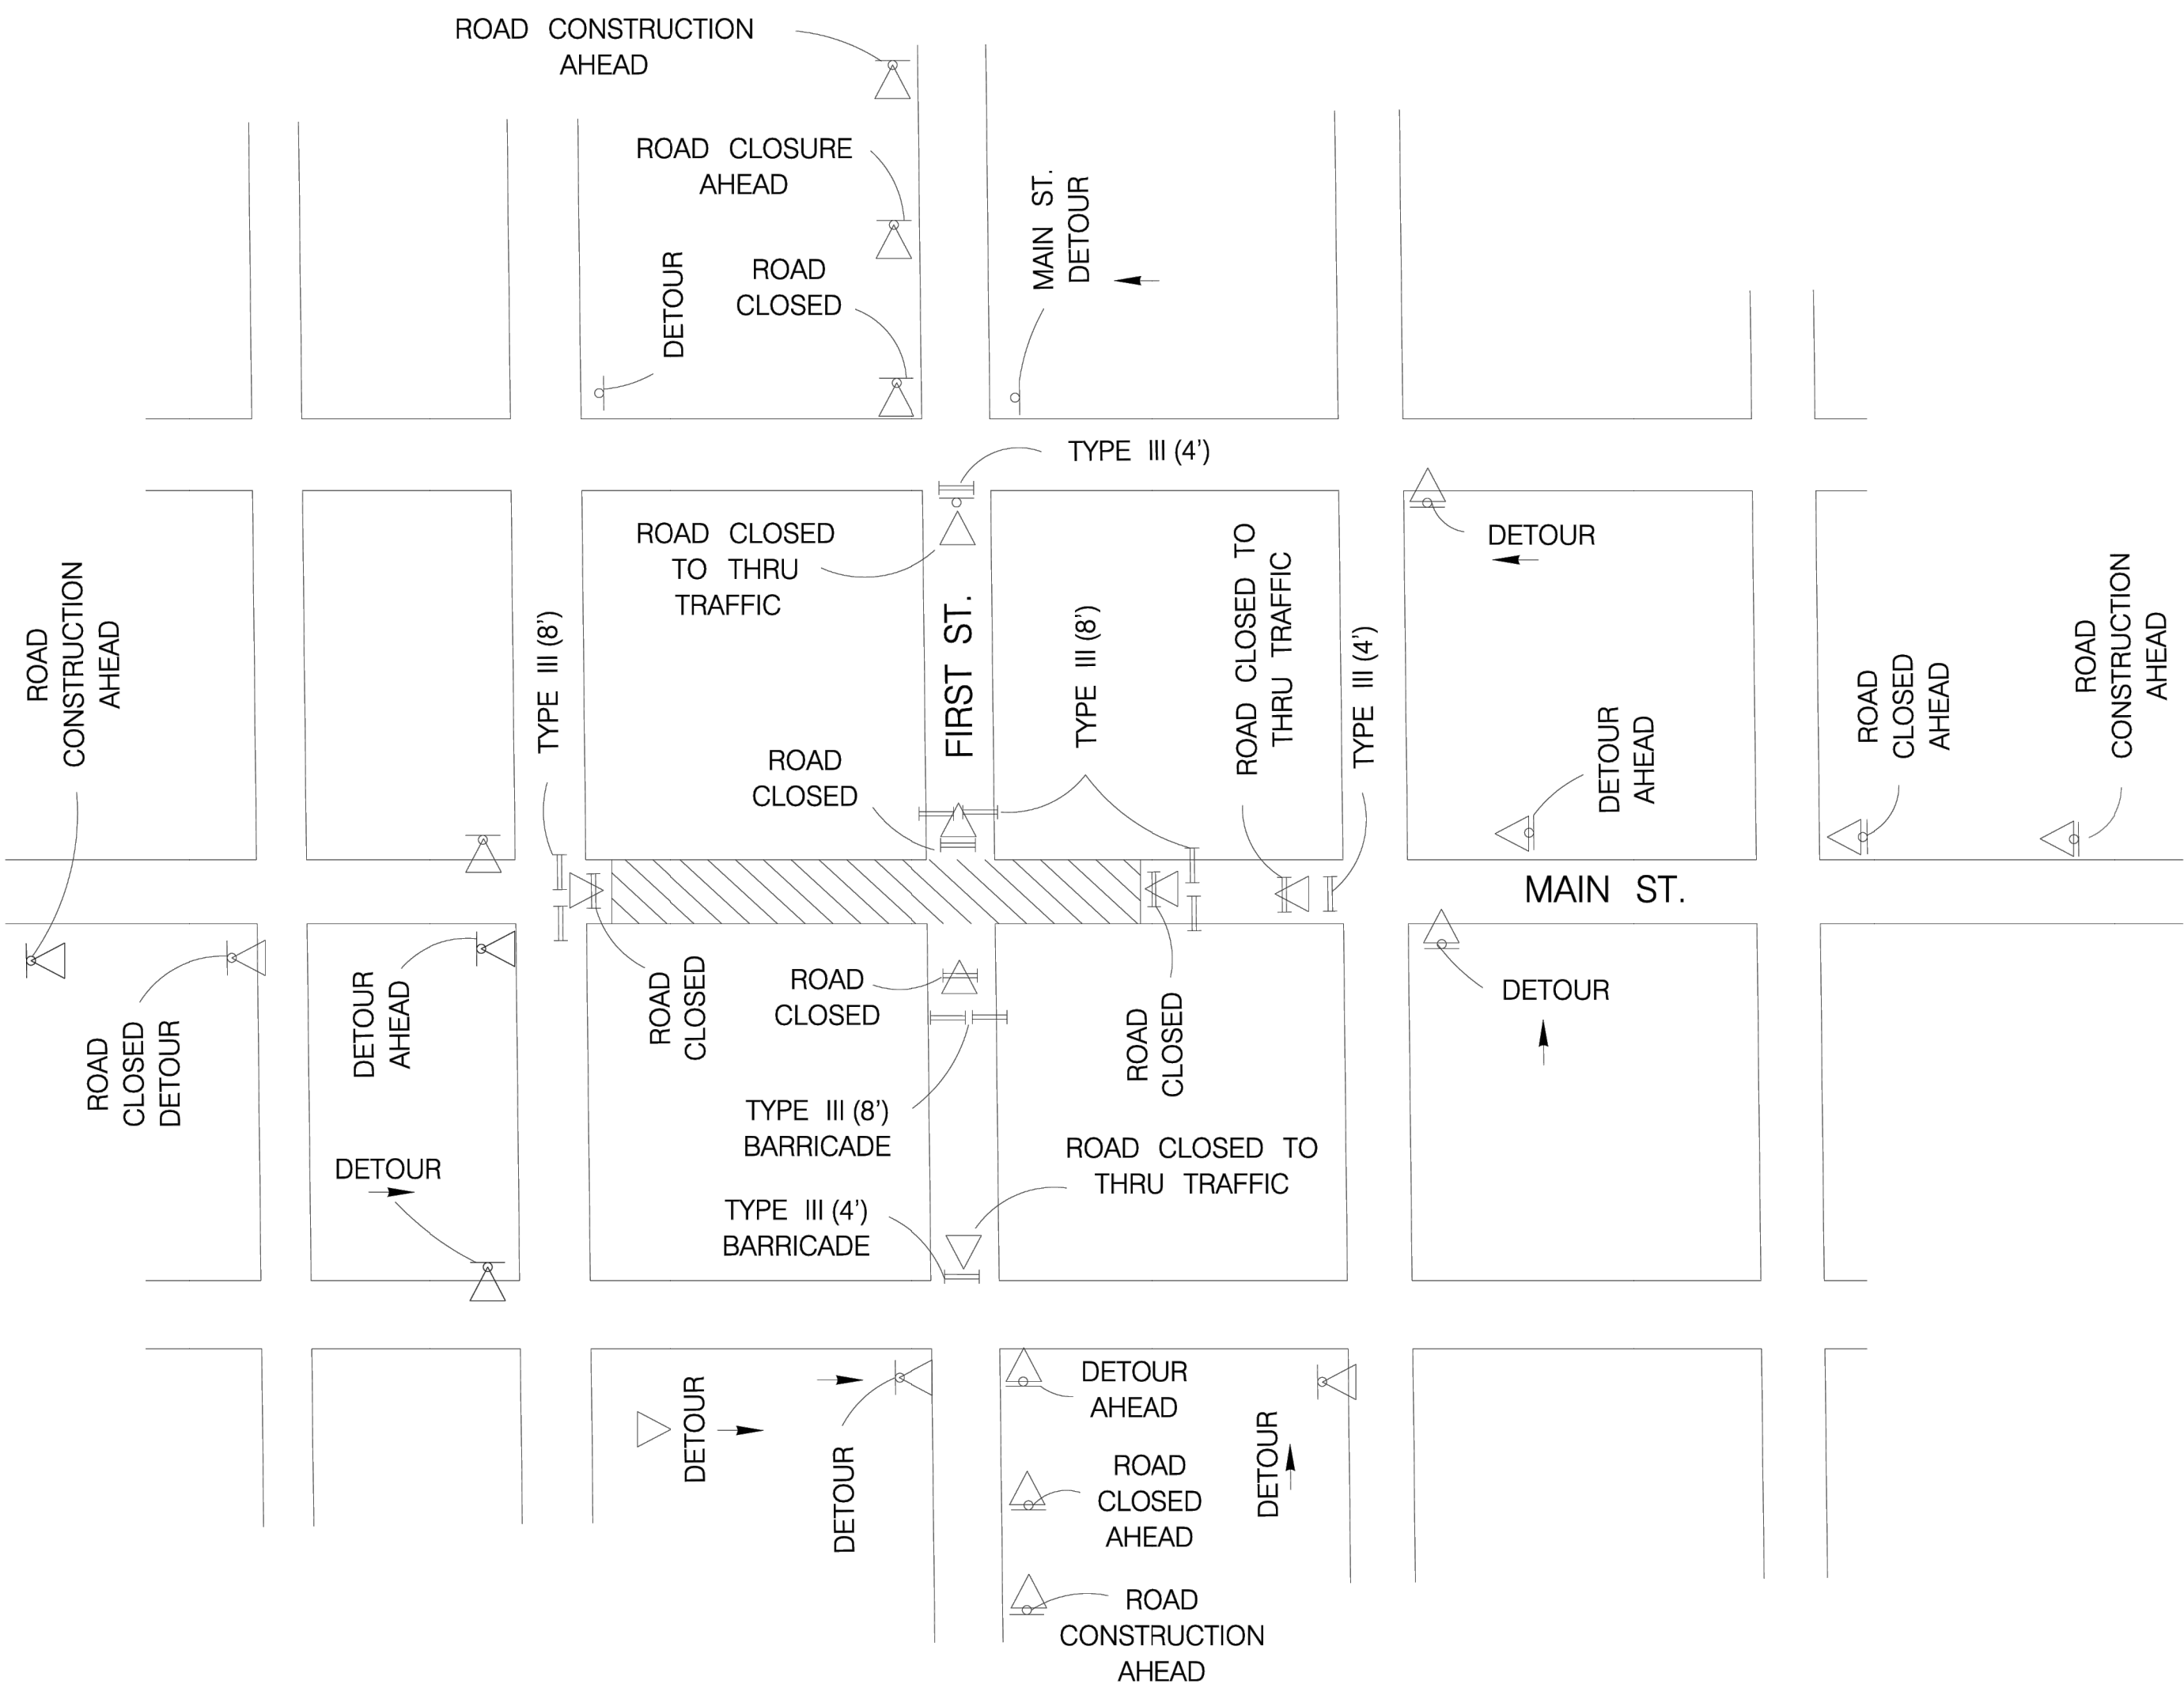 ROAD CONSTRUCTION
AHEAD
ROAD CLOSURE
AHEAD
MAIN ST.
DETOUR
DETOUR
ROAD
CLOSED
TYPE III (4')
ROAD CLOSED
TO THRU
TRAFFIC
DETOUR
ROAD
CONSTRUCTION
AHEAD
TYPE III (8')
FIRST ST.
TYPE III (8')
ROAD CLOSED TO
THRU TRAFFIC
TYPE III (4')
DETOUR
AHEAD
ROAD
CLOSED
AHEAD
ROAD
CONSTRUCTION
AHEAD
ROAD
CLOSED
MAIN ST.
ROAD
CLOSED
DETOUR
DETOUR
AHEAD
ROAD
CLOSED
ROAD
CLOSED
ROAD
CLOSED
DETOUR
TYPE III (8')
BARRICADE
ROAD CLOSED TO
THRU TRAFFIC
DETOUR
TYPE III (4')
BARRICADE
DETOUR
DETOUR
DETOUR
AHEAD
DETOUR
ROAD
CLOSED
AHEAD
ROAD
CONSTRUCTION
AHEAD